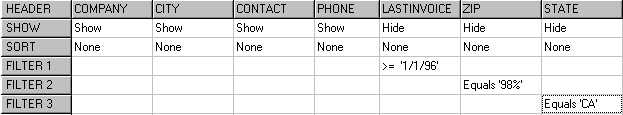 HEADER COMPANY CITY CONTACT PHONE LASTINVOICE ZIP STATE
SHOW Show Show Show Show Hide Hide Hide
SORT None None None None None None None
FILTER 1 >= '1/1/96'
FILTER 2 Equals '98%'
FILTER 3 Equals 'CA'